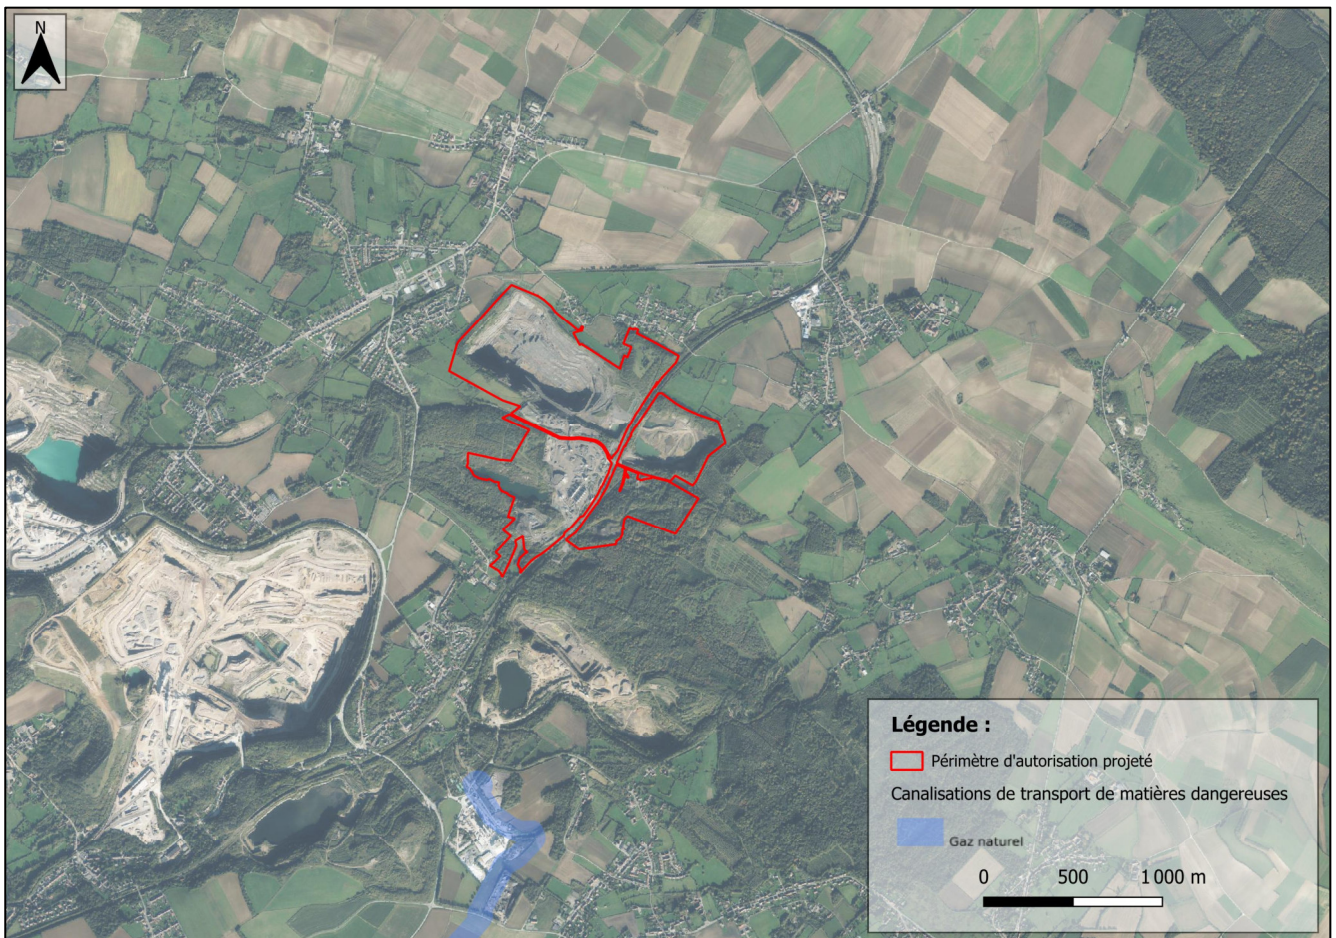 N
Légende :
Périmètre d'autorisation projeté
Canalisations de transport de matières dangereuses
Gaz naturel
0 500 1 000 m